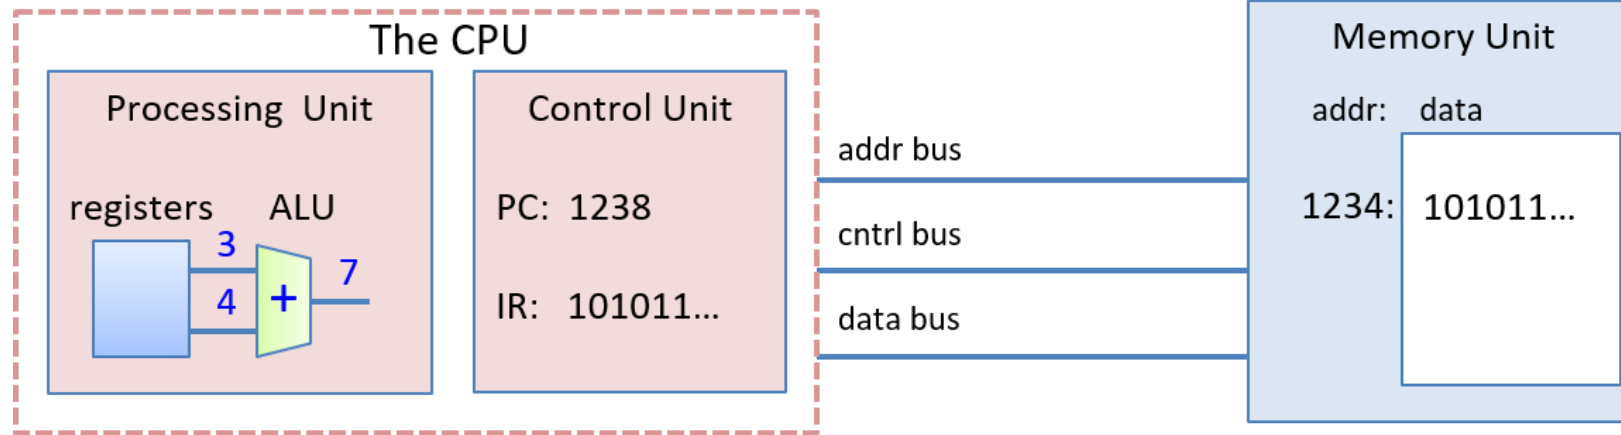 The CPU
Processing Unit
registers
ALU
3
4
+
7
Control Unit
PC: 1238
IR: 101011...
addr bus
cntrl bus
data bus
Memory Unit
addr: data
1234: 101011...